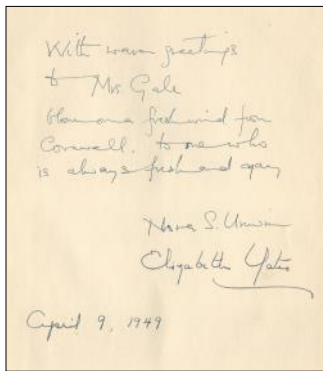 With warm greetings
to Mrs Gale
blown on a fresh wind from
Cornwall. to one who
is always fresh and gay
Nora S. Unwin
Elizabeth Yates
April 9, 1949